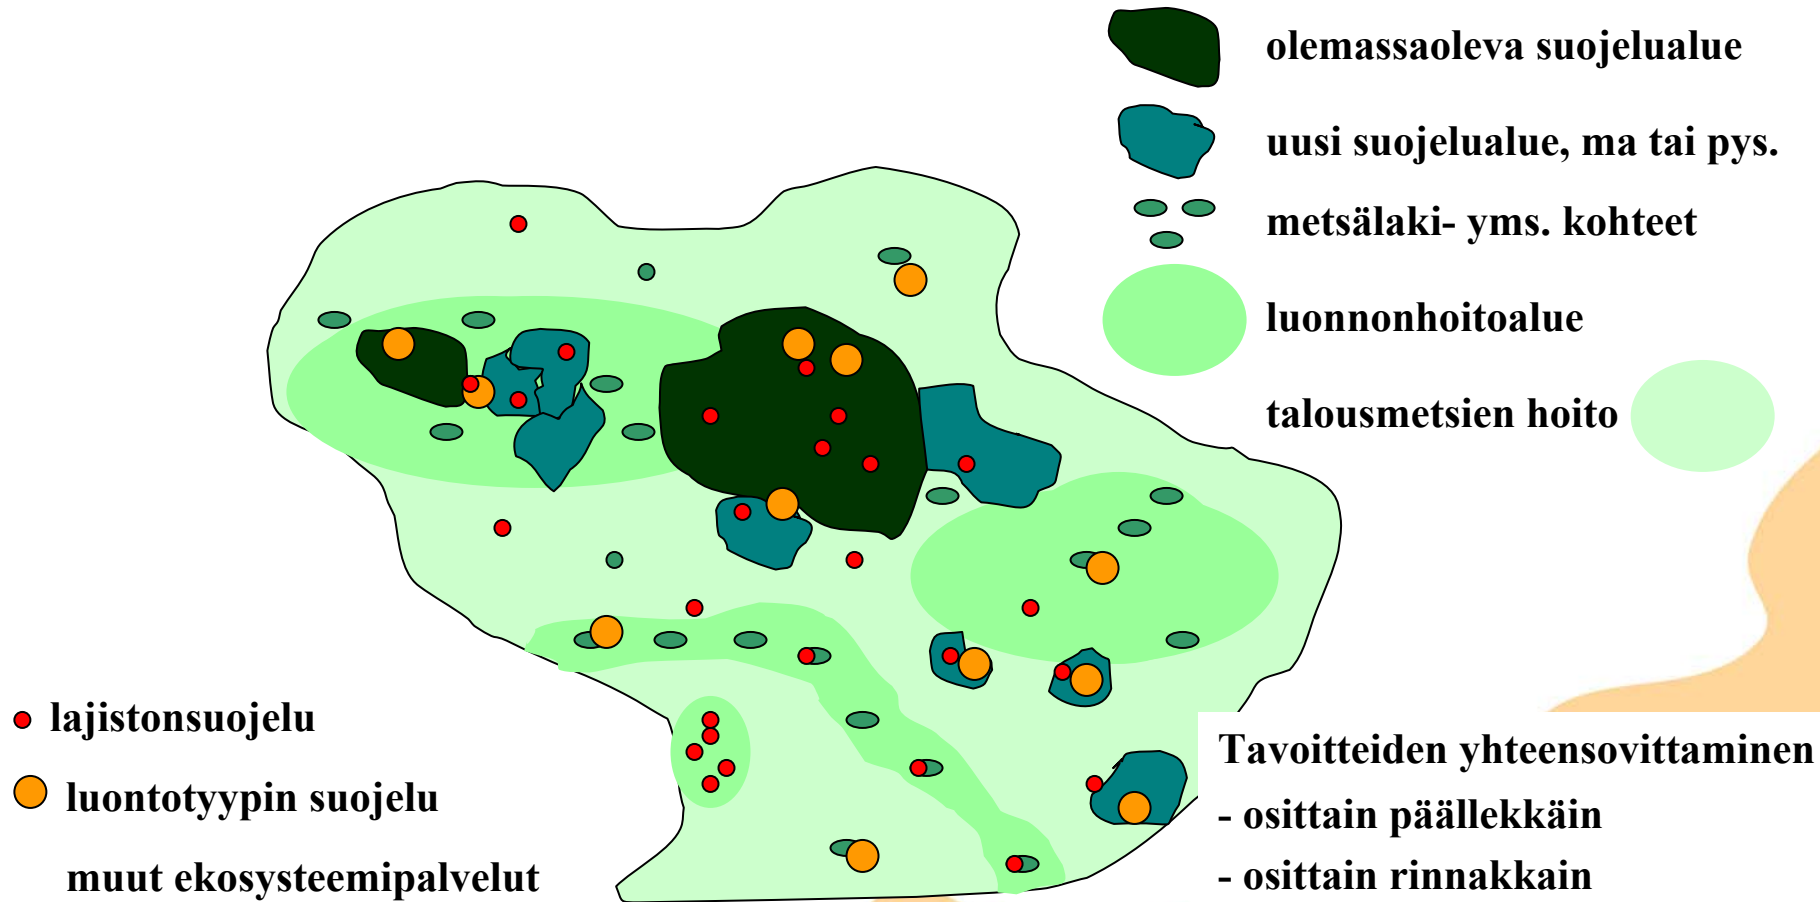 olemassaoleva suojelualue
uusi suojelualue, ma tai pys.
metsälaki- yms. kohteet
luonnonhoitoalue
talousmetsien hoito
lajistonsuojelu
luontotyypin suojelu
muut ekosysteemipalvelut
Tavoitteiden yhteensovittaminen
- osittain päällekkäin
- osittain rinnakkain